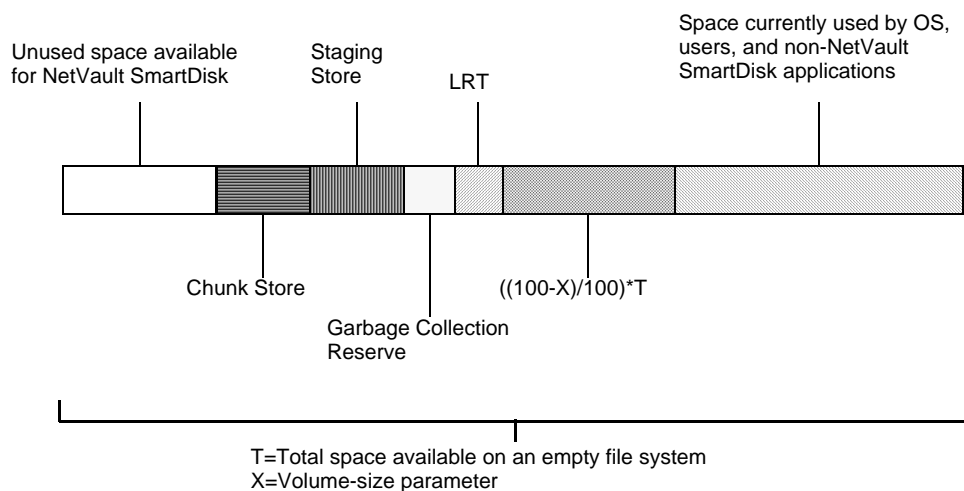 Unused space available
for NetVault SmartDisk
Staging
Store
LRT
Space currently used by OS,
users, and non-NetVault
SmartDisk applications
Chunk Store
Garbage Collection
Reserve
((100-X)/100)*T
T=Total space available on an empty file system
X=Volume-size parameter